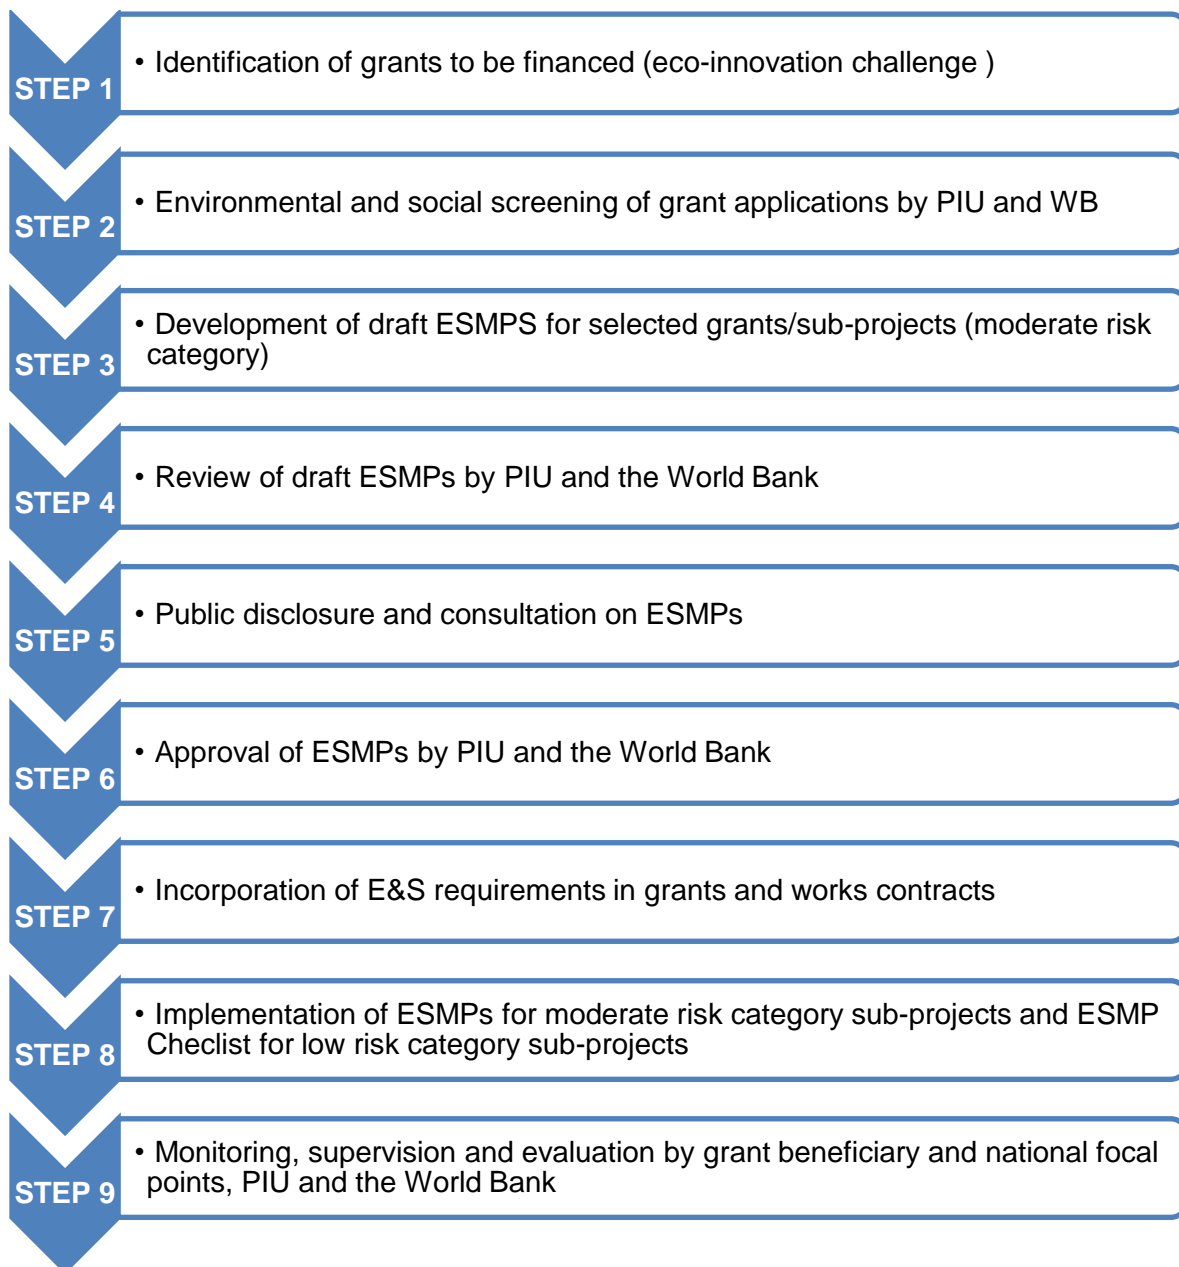 STEP 1
• Identification of grants to be financed (eco-innovation challenge )
STEP 2
• Environmental and social screening of grant applications by PIU and WB
STEP 3
• Development of draft ESMPS for selected grants/sub-projects (moderate risk
category)
STEP 4
• Review of draft ESMPs by PIU and the World Bank
STEP 5
• Public disclosure and consultation on ESMPs
STEP 6
• Approval of ESMPs by PIU and the World Bank
STEP 7
• Incorporation of E&S requirements in grants and works contracts
STEP 8
• Implementation of ESMPs for moderate risk category sub-projects and ESMP
Checlist for low risk category sub-projects
STEP 9
• Monitoring, supervision and evaluation by grant beneficiary and national focal
points, PIU and the World Bank